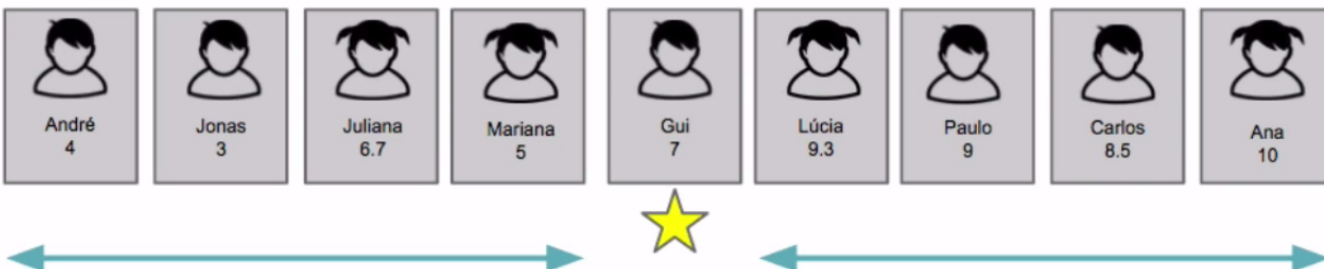 André
4
Jonas
3
Juliana
6.7
Mariana
5
Gui
7
Lúcia
9.3
Paulo
9
Carlos
8.5
Ana
10